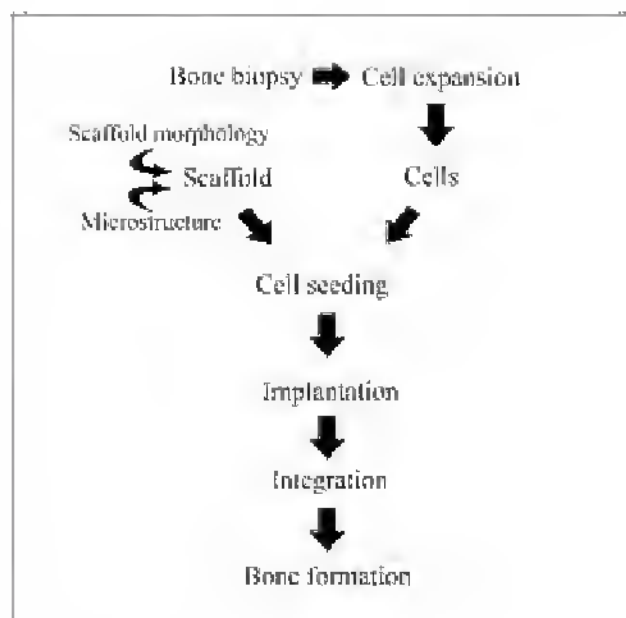 Bone biopsy Cell expansion
Scaffold morphology
Scaffold Cells
Microstructure
Cell seeding
Implantation
Integration
Bone formation